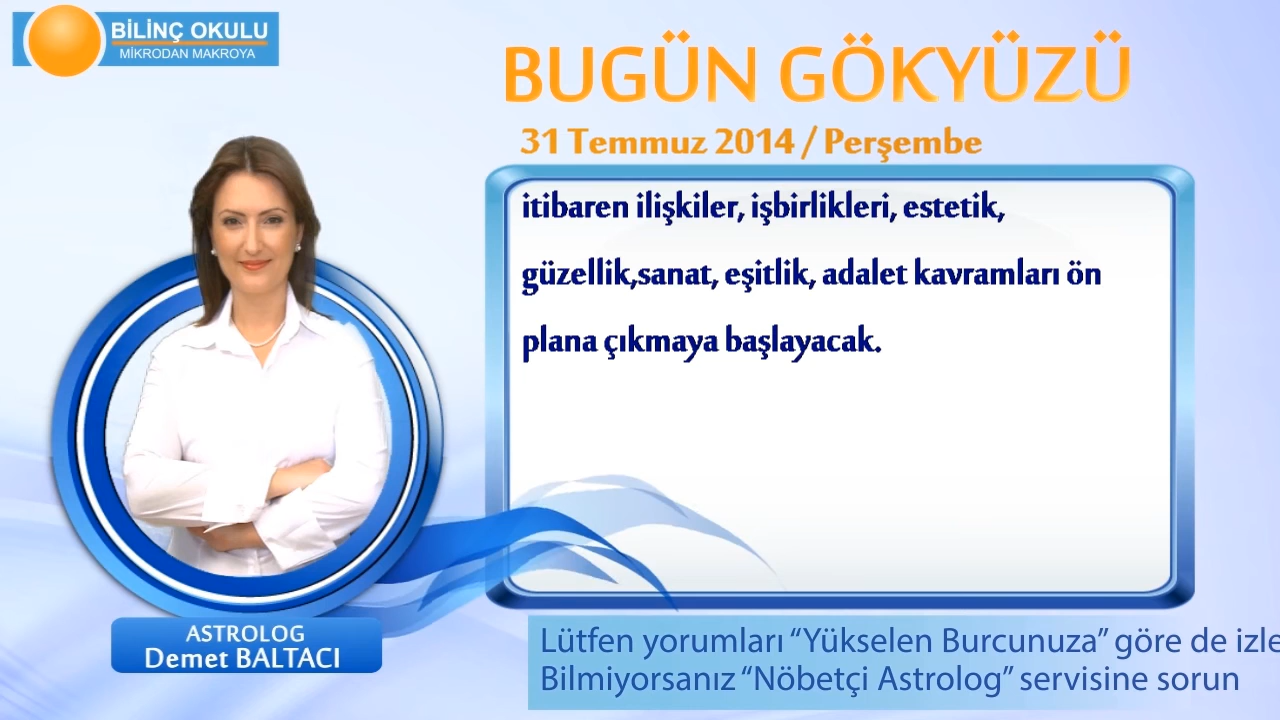 BİLİNÇ OKULU
MİKRODAN MAKROYA
BUGÜN GÖKYÜZÜ
31 Temmuz 2014 / Perşembe
itibaren ilişkiler, işbirlikleri, estetik,
güzellik,sanat, eşitlik, adalet kavramları ön
plana çıkmaya başlayacak.
ASTROLOG
Demet BALTACI
Lütfen yorumları “Yükselen Burcunuza” göre de izle
Bilmiyorsanız “Nöbetçi Astrolog” servisine sorun